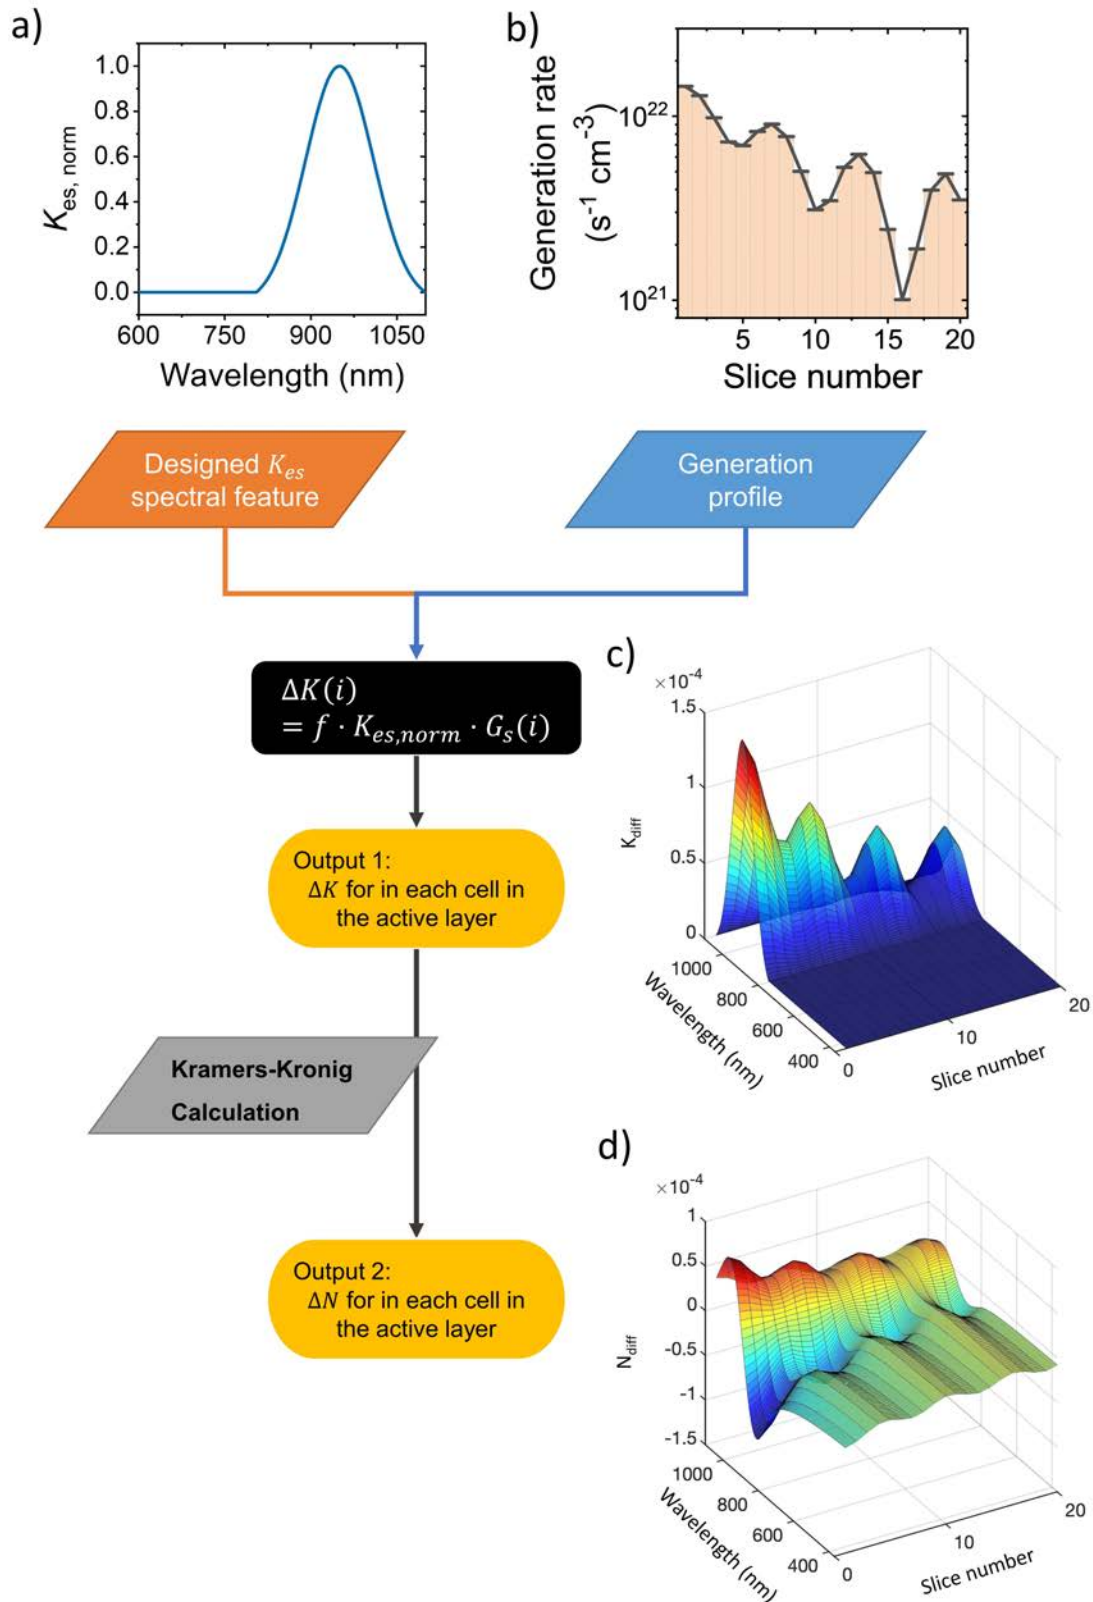 a)
1.0
0.8
0.6
0.4
0.2
0.0
K_es, norm
600
750
900
1050
Wavelength (nm)
b)
Generation rate
(s⁻¹ cm⁻³)
10²²
10²¹
5
10
15
20
Slice number
Designed K_es
spectral feature
Generation
profile
ΔK(i)
= f · K_es,norm · G_s(i)
Output 1:
ΔK for in each cell in
the active layer
Kramers-Kronig
Calculation
Output 2:
ΔN for in each cell in
the active layer
c)
×10⁻⁴
1.5
1
0.5
0
K_diff
1000
800
600
400
Wavelength (nm)
0
10
20
Slice number
d)
×10⁻⁴
1
0.5
0
-0.5
-1
-1.5
N_diff
1000
800
600
400
Wavelength (nm)
0
10
20
Slice number